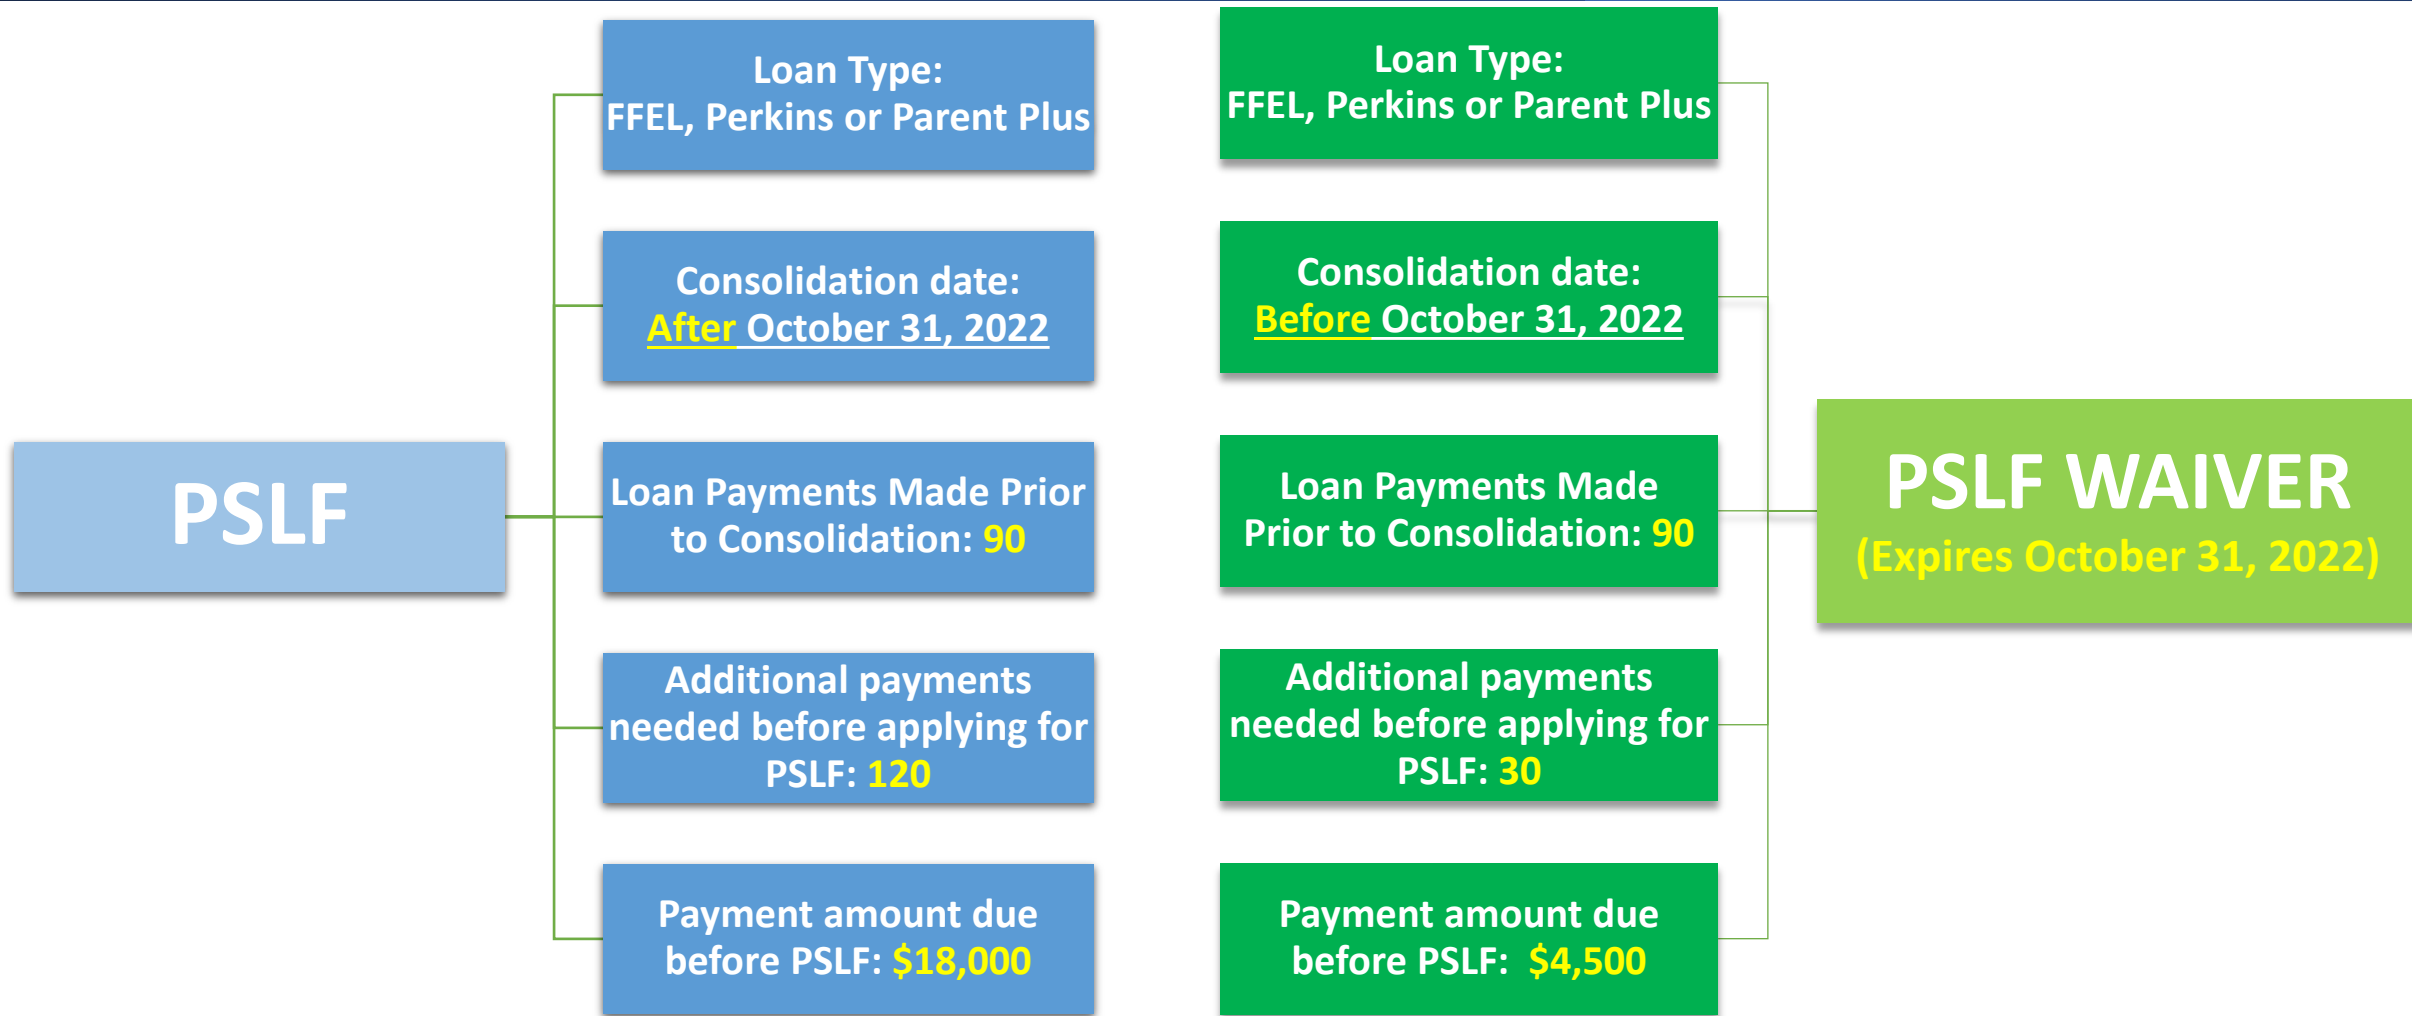 PSLF
Loan Type:
FFEL, Perkins or Parent Plus
Consolidation date:
After October 31, 2022
Loan Payments Made Prior
to Consolidation: 90
Additional payments
needed before applying for
PSLF: 120
Payment amount due
before PSLF: $18,000
Loan Type:
FFEL, Perkins or Parent Plus
Consolidation date:
Before October 31, 2022
Loan Payments Made
Prior to Consolidation: 90
Additional payments
needed before applying for
PSLF: 30
Payment amount due
before PSLF: $4,500
PSLF WAIVER
(Expires October 31, 2022)